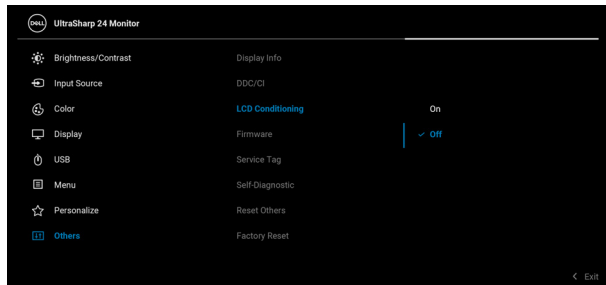 DELL UltraSharp 24 Monitor
Brightness/Contrast Display Info
Input Source DDC/CI
Color LCD Conditioning On
Display Firmware Off
USB Service Tag
Menu Self-Diagnostic
Personalize Reset Others
Others Factory Reset
Exit